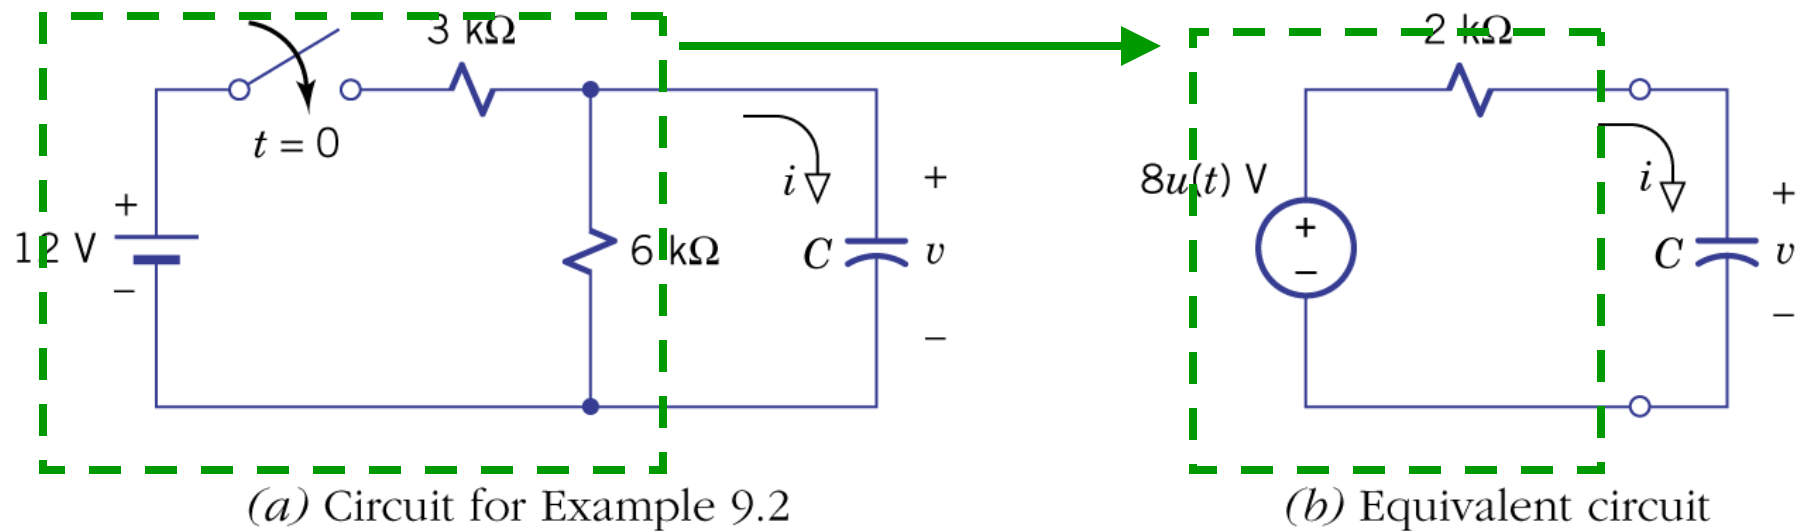 3 kΩ
t = 0
+
12 V
−
6 kΩ
i
C
+
v
−
(a) Circuit for Example 9.2
2 kΩ
8u(t) V
+
−
i
C
+
v
−
(b) Equivalent circuit